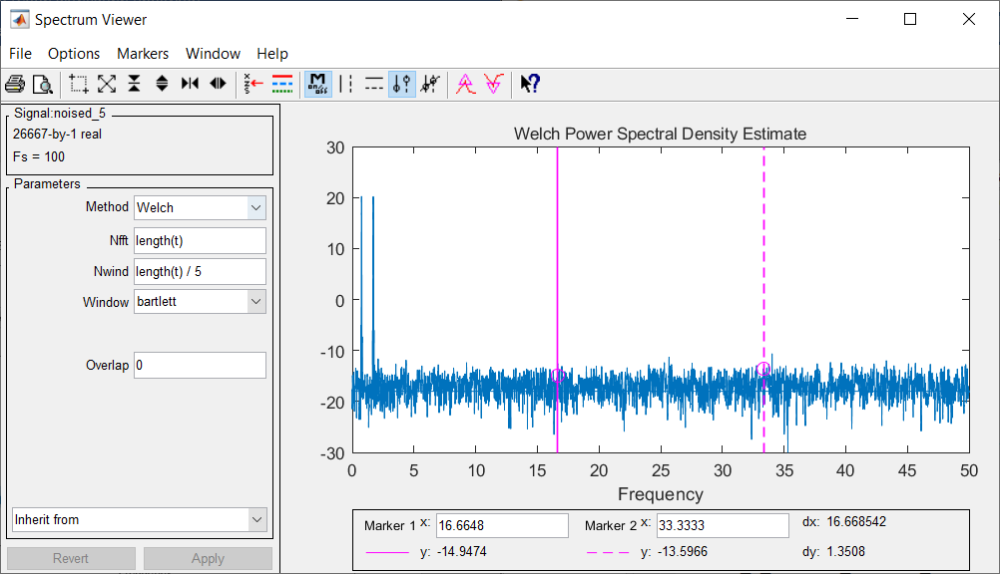 Spectrum Viewer
File Options Markers Window Help
M
on/off
Signal:noised_5
26667-by-1 real
Fs = 100
Parameters
Method Welch
Nfft length(t)
Nwind length(t) / 5
Window bartlett
Overlap 0
Inherit from
Revert Apply
Welch Power Spectral Density Estimate
30
20
10
0
-10
-20
-30
0 5 10 15 20 25 30 35 40 45 50
Frequency
Marker 1 x: 16.6648 Marker 2 x: 33.3333 dx: 16.668542
y: -14.9474 y: -13.5966 dy: 1.3508